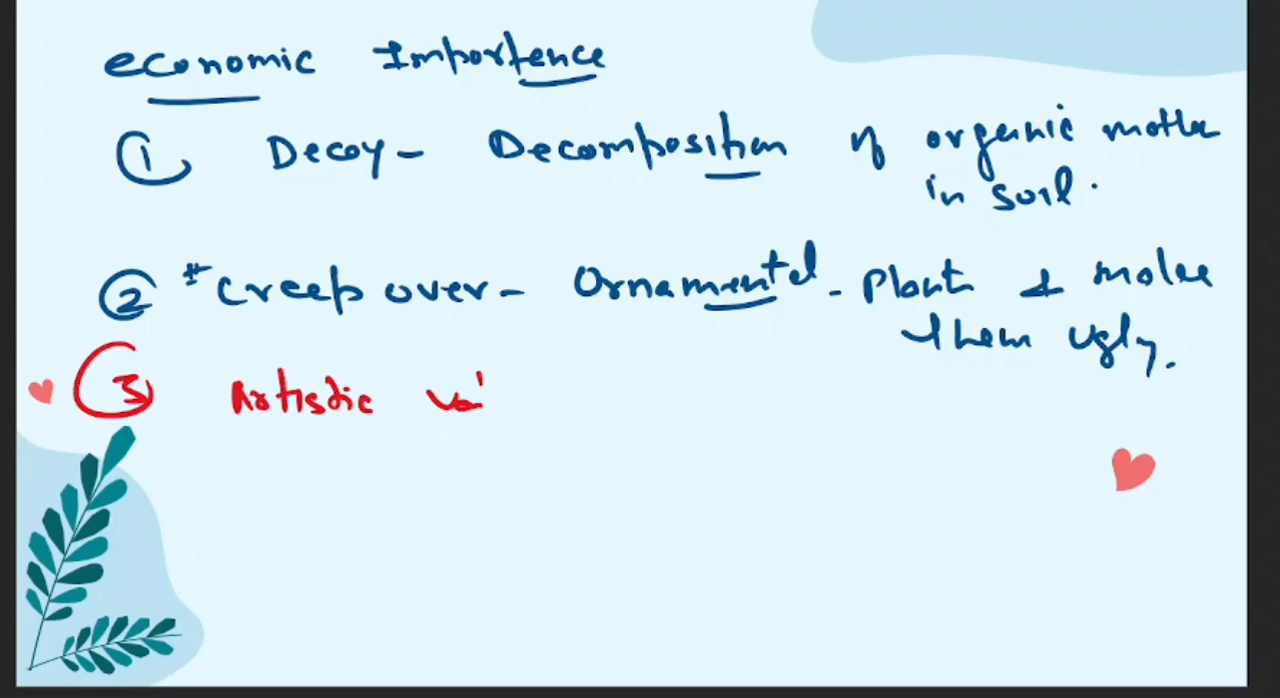 economic Importence
① Decay - Decomposition of organic matter
in soil.
② *creep over - Ornamental - Plant & makes
them ugly.
③ Artistic